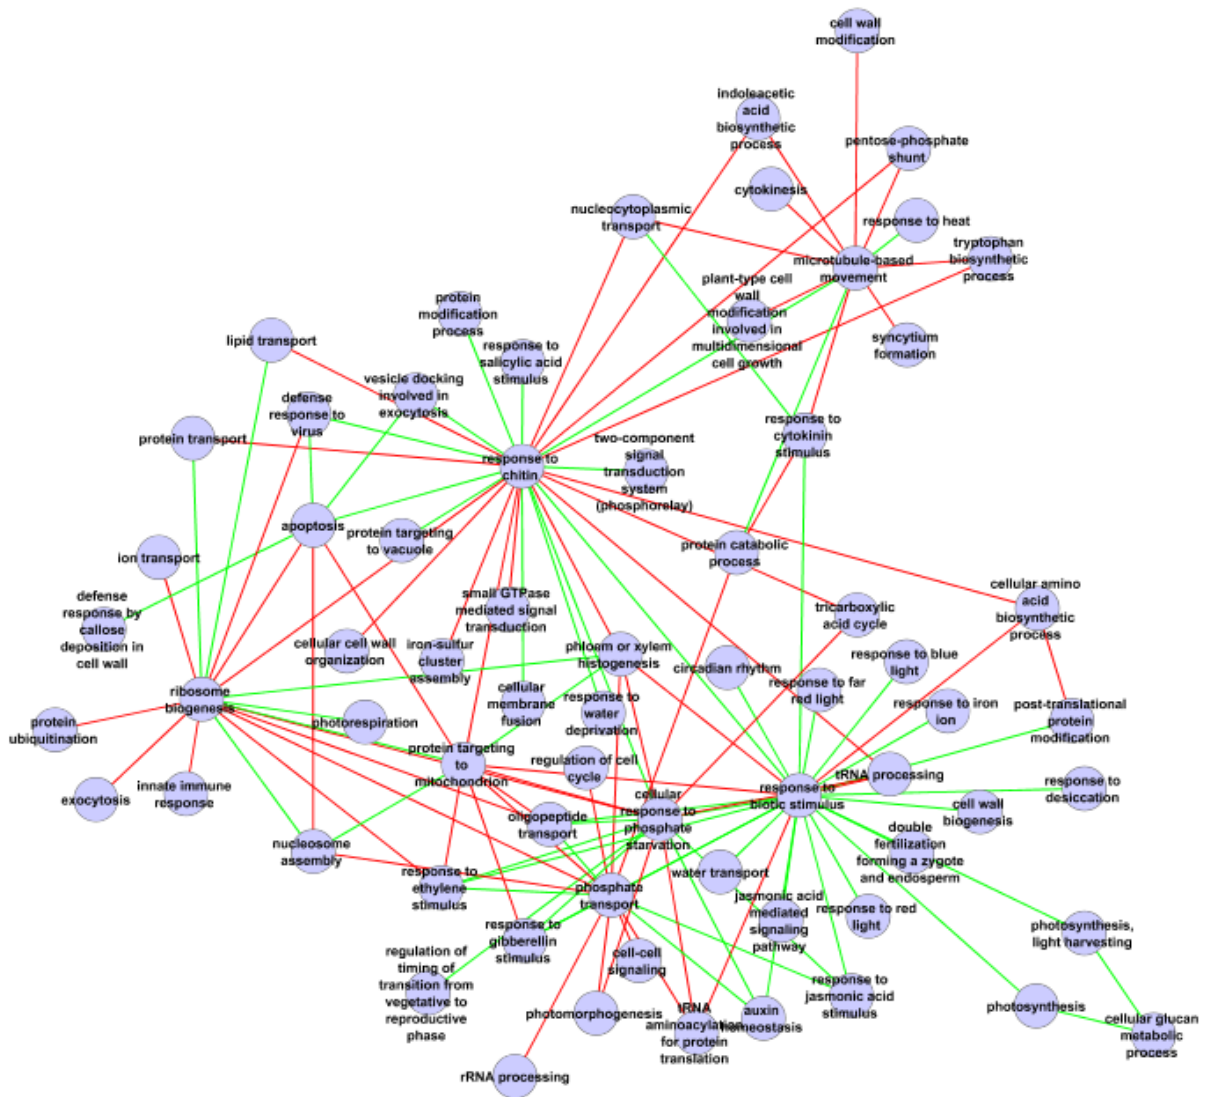 cell wall
modification
indoleacetic
acid
biosynthetic
process
pentose-phosphate
shunt
cytokinesis
nucleocytoplasmic
transport
response to heat
tryptophan
biosynthetic
process
microtubule-based
movement
plant-type cell
wall
modification
involved in
multidimensional
cell growth
protein
modification
process
lipid transport
response to
salicylic acid
stimulus
syncytium
formation
vesicle docking
involved in
exocytosis
defense
response to
virus
protein transport
response to
cytokinin
stimulus
two-component
signal
transduction
system
(phosphorelay)
response to
chitin
apoptosis
protein targeting
to vacuole
protein catabolic
process
ion transport
defense
response by
callose
deposition in
cell wall
small GTPase
mediated signal
transduction
cellular amino
acid
biosynthetic
process
tricarboxylic
acid cycle
cellular cell wall
organization
iron-sulfur
cluster
assembly
phloem or xylem
histogenesis
circadian rhythm
response to blue
light
response to far
red light
ribosome
biogenesis
cellular
membrane
fusion
response to
water
deprivation
response to iron
ion
post-translational
protein
modification
protein
ubiquitination
photorespiration
protein targeting
to
mitochondrion
regulation of cell
cycle
tRNA processing
response to
desiccation
exocytosis
innate immune
response
response to
biotic stimulus
cellular
response to
phosphate
starvation
cell wall
biogenesis
oligopeptide
transport
double
fertilization
forming a zygote
and endosperm
nucleosome
assembly
response to
ethylene
stimulus
water transport
phosphate
transport
jasmonic acid
mediated
signaling
pathway
response to red
light
response to
gibberellin
stimulus
photosynthesis,
light harvesting
regulation of
timing of
transition from
vegetative to
reproductive
phase
cell-cell
signaling
response to
jasmonic acid
stimulus
photosynthesis
photomorphogenesis
tRNA
aminoacylation
for protein
translation
auxin
homeostasis
cellular glucan
metabolic
process
rRNA processing